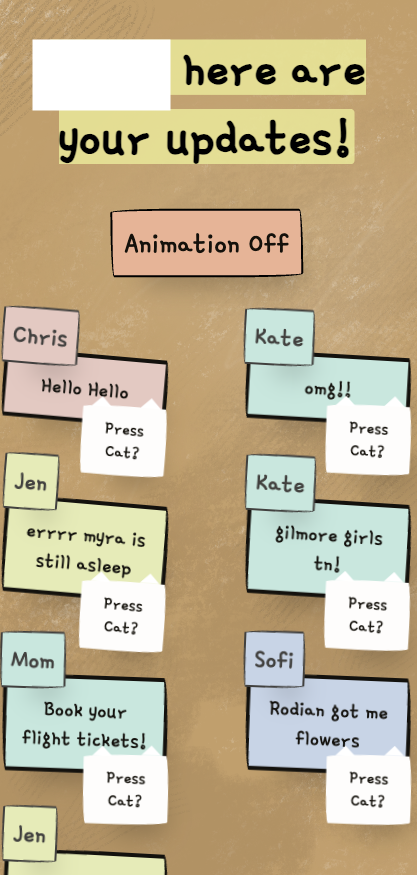 here are
your updates!
Animation Off
Chris
Hello Hello
Press
Cat?
Kate
omg!!
Press
Cat?
Jen
errrr myra is
still asleep
Press
Cat?
Kate
gilmore girls
tn!
Press
Cat?
Mom
Book your
flight tickets!
Press
Cat?
Sofi
Rodian got me
flowers
Press
Cat?
Jen